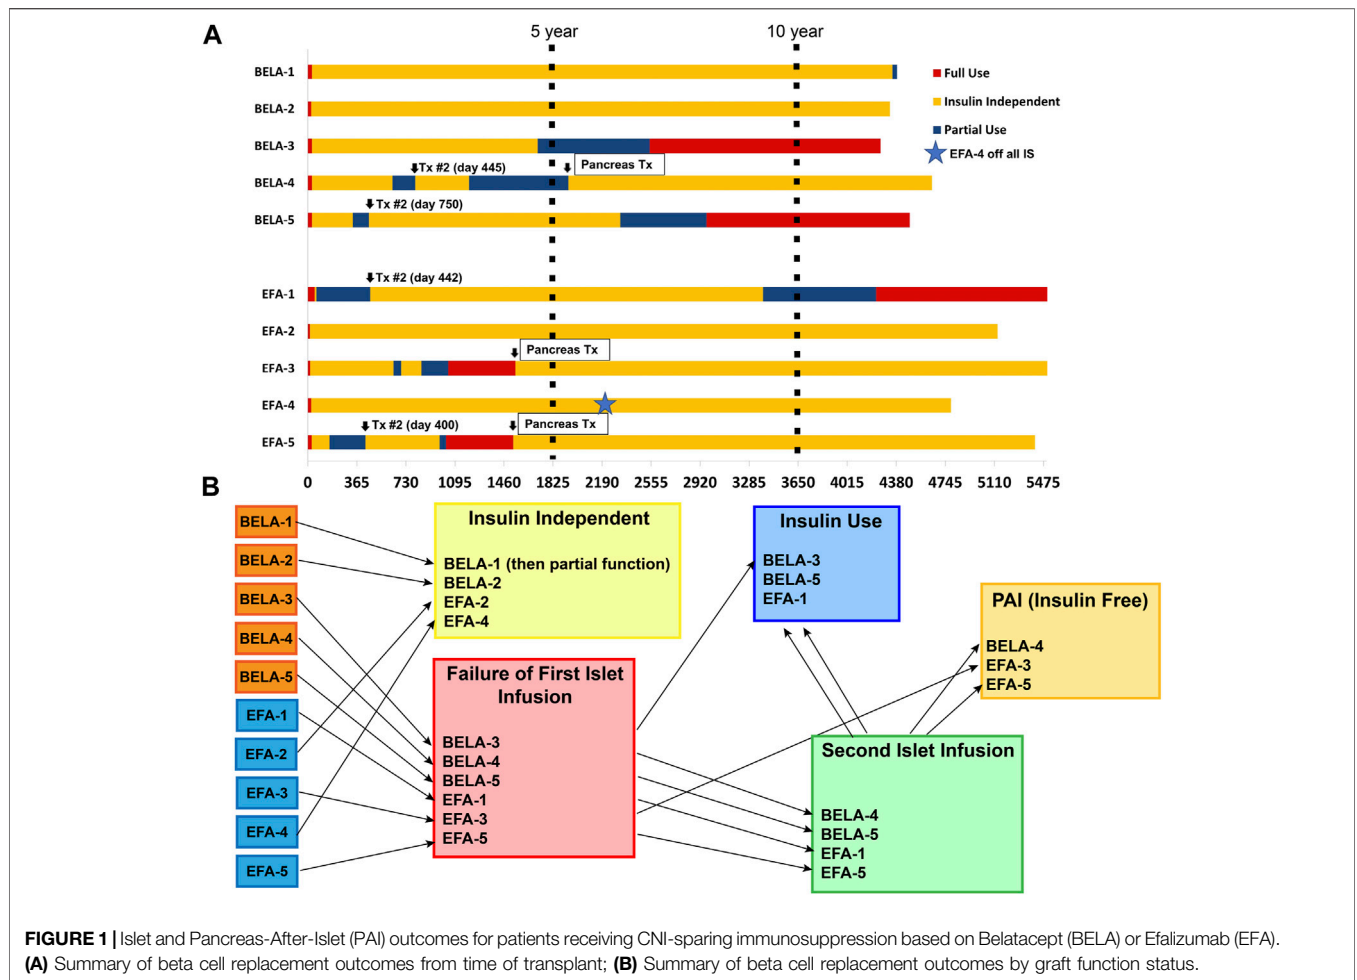 A
5 year
10 year
BELA-1
BELA-2
BELA-3
BELA-4
BELA-5
EFA-1
EFA-2
EFA-3
EFA-4
EFA-5
Full Use
Insulin Independent
Partial Use
EFA-4 off all IS
Tx #2 (day 445)
Pancreas Tx
Tx #2 (day 750)
Tx #2 (day 442)
Pancreas Tx
Tx #2 (day 400)
Pancreas Tx
0 365 730 1095 1460 1825 2190 2555 2920 3285 3650 4015 4380 4745 5110 5475
B
BELA-1
BELA-2
BELA-3
BELA-4
BELA-5
EFA-1
EFA-2
EFA-3
EFA-4
EFA-5
Insulin Independent
BELA-1 (then partial function)
BELA-2
EFA-2
EFA-4
Failure of First Islet
Infusion
BELA-3
BELA-4
BELA-5
EFA-1
EFA-3
EFA-5
Insulin Use
BELA-3
BELA-5
EFA-1
PAI (Insulin Free)
BELA-4
EFA-3
EFA-5
Second Islet Infusion
BELA-4
BELA-5
EFA-1
EFA-5
FIGURE 1 | Islet and Pancreas-After-Islet (PAI) outcomes for patients receiving CNI-sparing immunosuppression based on Belatacept (BELA) or Efalizumab (EFA).
(A) Summary of beta cell replacement outcomes from time of transplant; (B) Summary of beta cell replacement outcomes by graft function status.